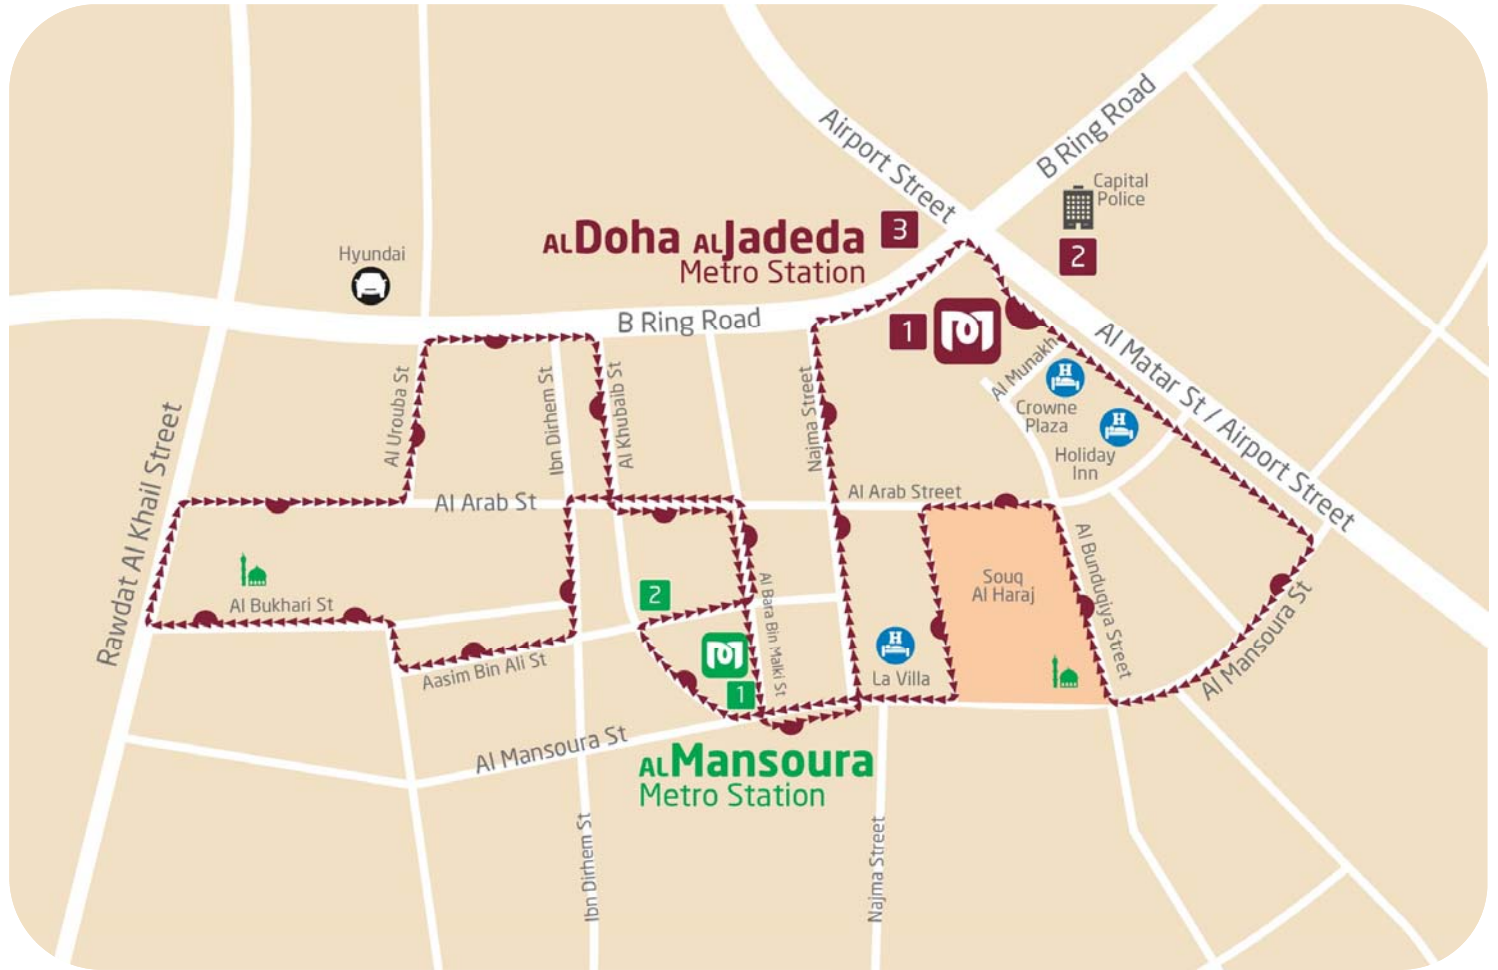 Airport Street
B Ring Road
Capital
Police
3
2
AL Doha AL Jadeda
Metro Station
Hyundai
B Ring Road
1
Al Munakh
H
Crowne
Plaza
H
Holiday
Inn
Al Matar St / Airport Street
Al Urouba St
Ibn Dirhem St
Al Khubaib St
Najma Street
Rawdat Al Khail Street
Al Arab St
Al Arab Street
Souq
Al Haraj
Al Bunduqiya Street
Al Mansoura St
Al Bukhari St
2
Al Bara Bin Malki St
Aasim Bin Ali St
1
H
La Villa
Al Mansoura St
AL Mansoura
Metro Station
Ibn Dirhem St
Najma Street